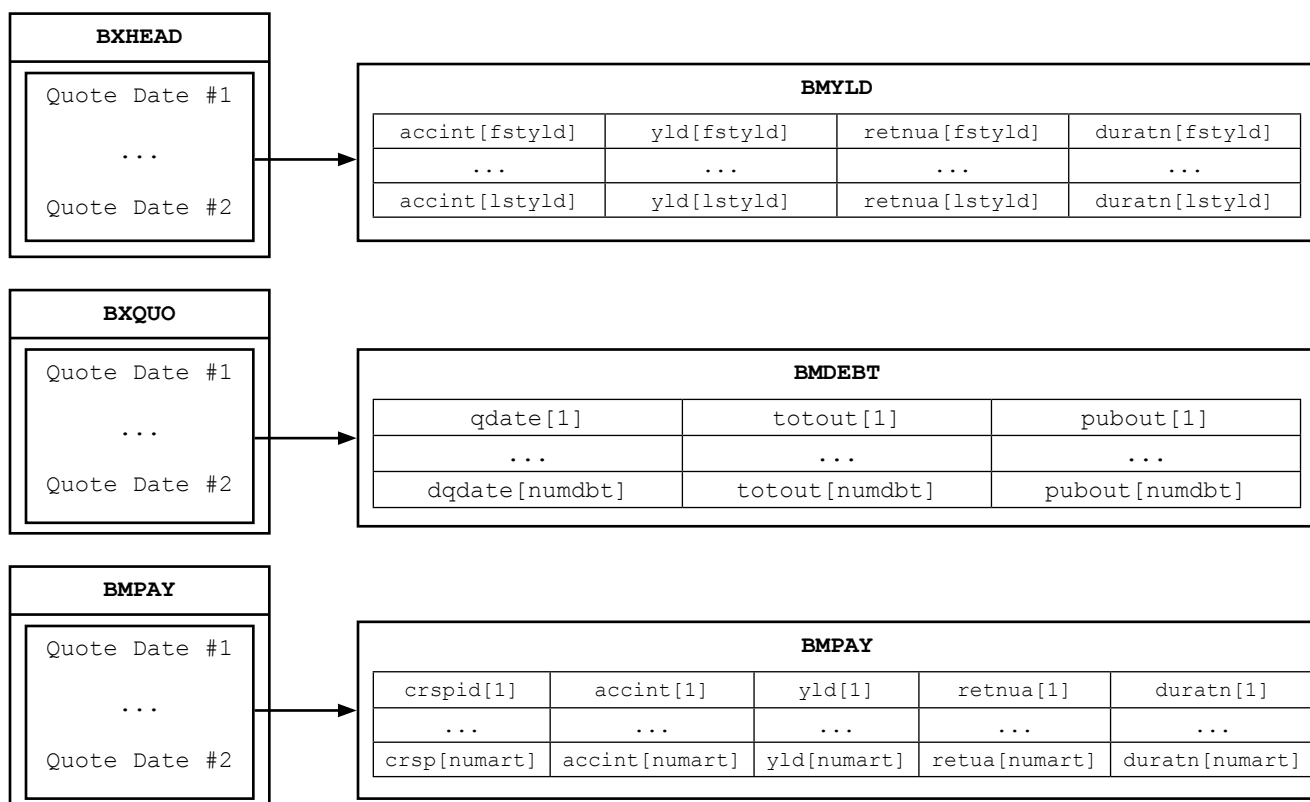 BXHEAD
Quote Date #1
...
Quote Date #2
BMYLD
accint[fstyld] yld[fstyld] retnua[fstyld] duratn[fstyld]
... ... ... ...
accint[lstyld] yld[lstyld] retnua[lstyld] duratn[lstyld]
BXQUO
Quote Date #1
...
Quote Date #2
BMDEBT
qdate[1] totout[1] pubout[1]
... ... ...
dqdate[numdbt] totout[numdbt] pubout[numdbt]
BMPAY
Quote Date #1
...
Quote Date #2
BMPAY
crspid[1] accint[1] yld[1] retnua[1] duratn[1]
... ... ... ... ...
crsp[numart] accint[numart] yld[numart] retua[numart] duratn[numart]